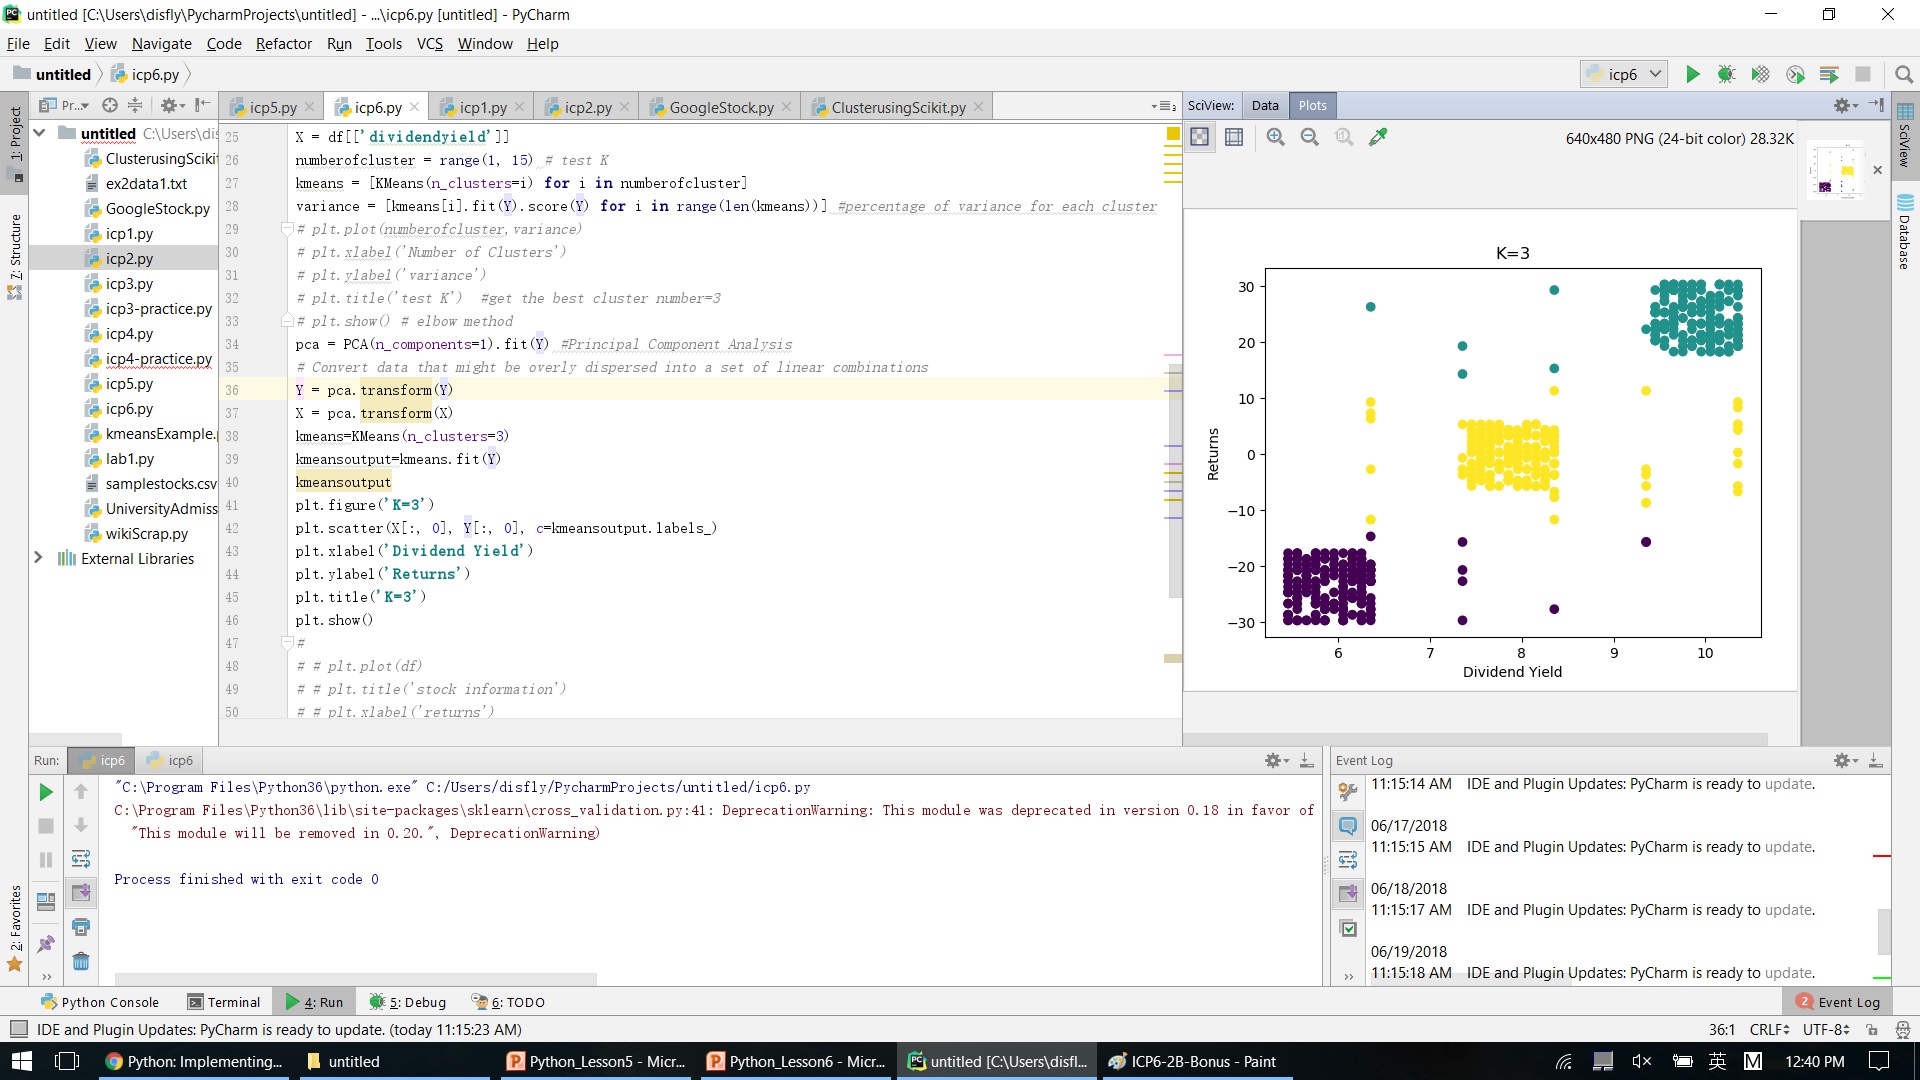 untitled [C:\Users\disfly\PycharmProjects\untitled] - ...\icp6.py [untitled] - PyCharm
File Edit View Navigate Code Refactor Run Tools VCS Window Help
untitled icp6.py
icp6
1: Project
7: Structure
2: Favorites
Pr...
icp5.py icp6.py icp1.py icp2.py GoogleStock.py ClusterusingScikit.py
untitled C:\Users\dis
ClusterusingScikit
ex2data1.txt
GoogleStock.py
icp1.py
icp2.py
icp3.py
icp3-practice.py
icp4.py
icp4-practice.py
icp5.py
icp6.py
kmeansExample.p
lab1.py
samplestocks.csv
UniversityAdmiss
wikiScrap.py
External Libraries
25 X = df[['dividendyield']]
26 numberofcluster = range(1, 15) # test K
27 kmeans = [KMeans(n_clusters=i) for i in numberofcluster]
28 variance = [kmeans[i].fit(Y).score(Y) for i in range(len(kmeans))] #percentage of variance for each cluster
29 # plt.plot(numberofcluster,variance)
30 # plt.xlabel('Number of Clusters')
31 # plt.ylabel('variance')
32 # plt.title('test K')  #get the best cluster number=3
33 # plt.show() # elbow method
34 pca = PCA(n_components=1).fit(Y) #Principal Component Analysis
35 # Convert data that might be overly dispersed into a set of linear combinations
36 Y = pca.transform(Y)
37 X = pca.transform(X)
38 kmeans=KMeans(n_clusters=3)
39 kmeansoutput=kmeans.fit(Y)
40 kmeansoutput
41 plt.figure('K=3')
42 plt.scatter(X[:, 0], Y[:, 0], c=kmeansoutput.labels_)
43 plt.xlabel('Dividend Yield')
44 plt.ylabel('Returns')
45 plt.title('K=3')
46 plt.show()
47 #
48 # # plt.plot(df)
49 # # plt.title('stock information')
50 # # plt.xlabel('returns')
SciView: Data Plots
640x480 PNG (24-bit color) 28.32K
SciView
Database
K=3
30
20
10
0
−10
−20
−30
Returns
6 7 8 9 10
Dividend Yield
Run: icp6 icp6
"C:\Program Files\Python36\python.exe" C:/Users/disfly/PycharmProjects/untitled/icp6.py
C:\Program Files\Python36\lib\site-packages\sklearn\cross_validation.py:41: DeprecationWarning: This module was deprecated in version 0.18 in favor of
"This module will be removed in 0.20.", DeprecationWarning)
Process finished with exit code 0
Event Log
11:15:14 AM IDE and Plugin Updates: PyCharm is ready to update.
06/17/2018
11:15:15 AM IDE and Plugin Updates: PyCharm is ready to update.
06/18/2018
11:15:17 AM IDE and Plugin Updates: PyCharm is ready to update.
06/19/2018
11:15:18 AM IDE and Plugin Updates: PyCharm is ready to update.
Python Console Terminal 4: Run 5: Debug 6: TODO 2 Event Log
IDE and Plugin Updates: PyCharm is ready to update. (today 11:15:23 AM) 36:1 CRLF UTF-8
Python: Implementing... untitled Python_Lesson5 - Micr... Python_Lesson6 - Micr... untitled [C:\Users\disfl... ICP6-2B-Bonus - Paint 英 M 12:40 PM